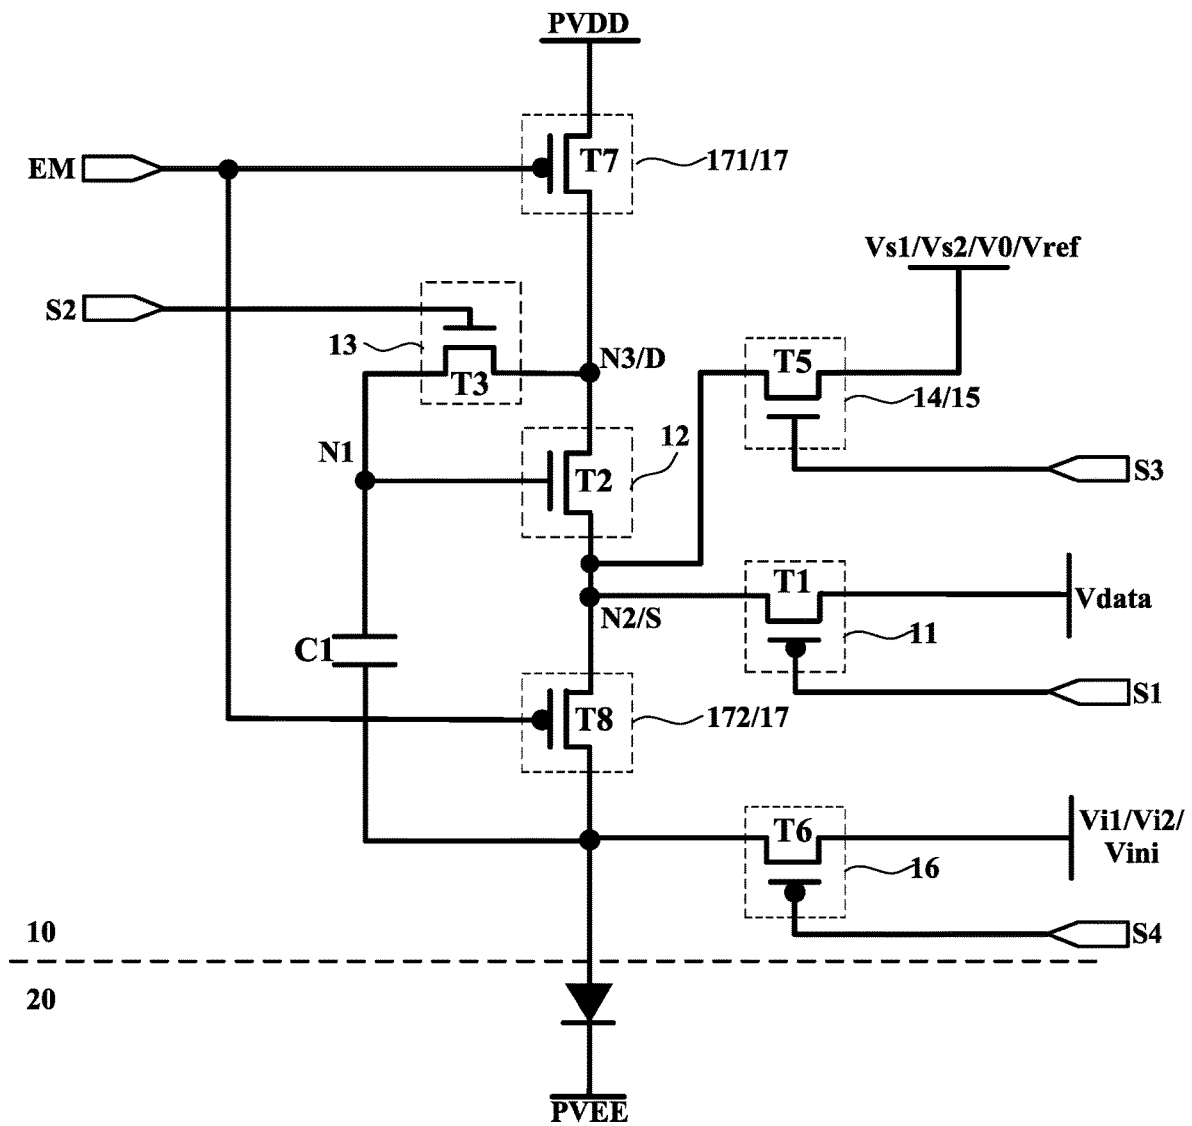 PVDD
T7
171/17
EM
Vs1/Vs2/V0/Vref
S2
13
T3
N3/D
T5
14/15
N1
12
T2
S3
T1
Vdata
N2/S
11
C1
S1
T8
172/17
T6
Vi1/Vi2/
Vini
16
10
S4
20
PVEE